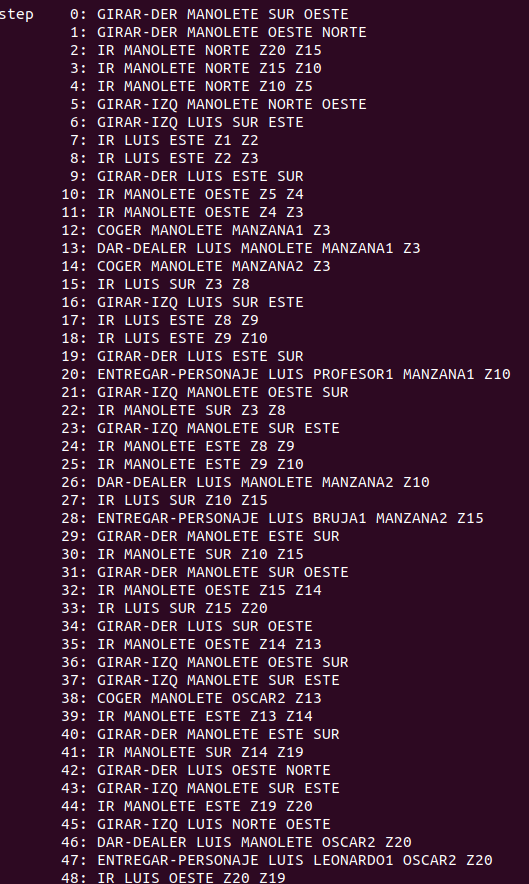 step 0: GIRAR-DER MANOLETE SUR OESTE
1: GIRAR-DER MANOLETE OESTE NORTE
2: IR MANOLETE NORTE Z20 Z15
3: IR MANOLETE NORTE Z15 Z10
4: IR MANOLETE NORTE Z10 Z5
5: GIRAR-IZQ MANOLETE NORTE OESTE
6: GIRAR-IZQ LUIS SUR ESTE
7: IR LUIS ESTE Z1 Z2
8: IR LUIS ESTE Z2 Z3
9: GIRAR-DER LUIS ESTE SUR
10: IR MANOLETE OESTE Z5 Z4
11: IR MANOLETE OESTE Z4 Z3
12: COGER MANOLETE MANZANA1 Z3
13: DAR-DEALER LUIS MANOLETE MANZANA1 Z3
14: COGER MANOLETE MANZANA2 Z3
15: IR LUIS SUR Z3 Z8
16: GIRAR-IZQ LUIS SUR ESTE
17: IR LUIS ESTE Z8 Z9
18: IR LUIS ESTE Z9 Z10
19: GIRAR-DER LUIS ESTE SUR
20: ENTREGAR-PERSONAJE LUIS PROFESOR1 MANZANA1 Z10
21: GIRAR-IZQ MANOLETE OESTE SUR
22: IR MANOLETE SUR Z3 Z8
23: GIRAR-IZQ MANOLETE SUR ESTE
24: IR MANOLETE ESTE Z8 Z9
25: IR MANOLETE ESTE Z9 Z10
26: DAR-DEALER LUIS MANOLETE MANZANA2 Z10
27: IR LUIS SUR Z10 Z15
28: ENTREGAR-PERSONAJE LUIS BRUJA1 MANZANA2 Z15
29: GIRAR-DER MANOLETE ESTE SUR
30: IR MANOLETE SUR Z10 Z15
31: GIRAR-DER MANOLETE SUR OESTE
32: IR MANOLETE OESTE Z15 Z14
33: IR LUIS SUR Z15 Z20
34: GIRAR-DER LUIS SUR OESTE
35: IR MANOLETE OESTE Z14 Z13
36: GIRAR-IZQ MANOLETE OESTE SUR
37: GIRAR-IZQ MANOLETE SUR ESTE
38: COGER MANOLETE OSCAR2 Z13
39: IR MANOLETE ESTE Z13 Z14
40: GIRAR-DER MANOLETE ESTE SUR
41: IR MANOLETE SUR Z14 Z19
42: GIRAR-DER LUIS OESTE NORTE
43: GIRAR-IZQ MANOLETE SUR ESTE
44: IR MANOLETE ESTE Z19 Z20
45: GIRAR-IZQ LUIS NORTE OESTE
46: DAR-DEALER LUIS MANOLETE OSCAR2 Z20
47: ENTREGAR-PERSONAJE LUIS LEONARDO1 OSCAR2 Z20
48: IR LUIS OESTE Z20 Z19